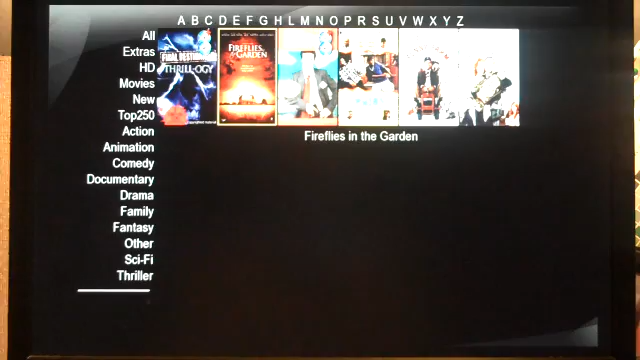 A B C D E F G H L M N O P R S U V W X Y Z
All
Extras
HD
Movies
New
Top250
Action
Animation
Comedy
Documentary
Drama
Family
Fantasy
Other
Sci-Fi
Thriller
FINAL DESTINATION
THRILL-OGY
FIREFLIES
IN THE GARDEN
Fireflies in the Garden